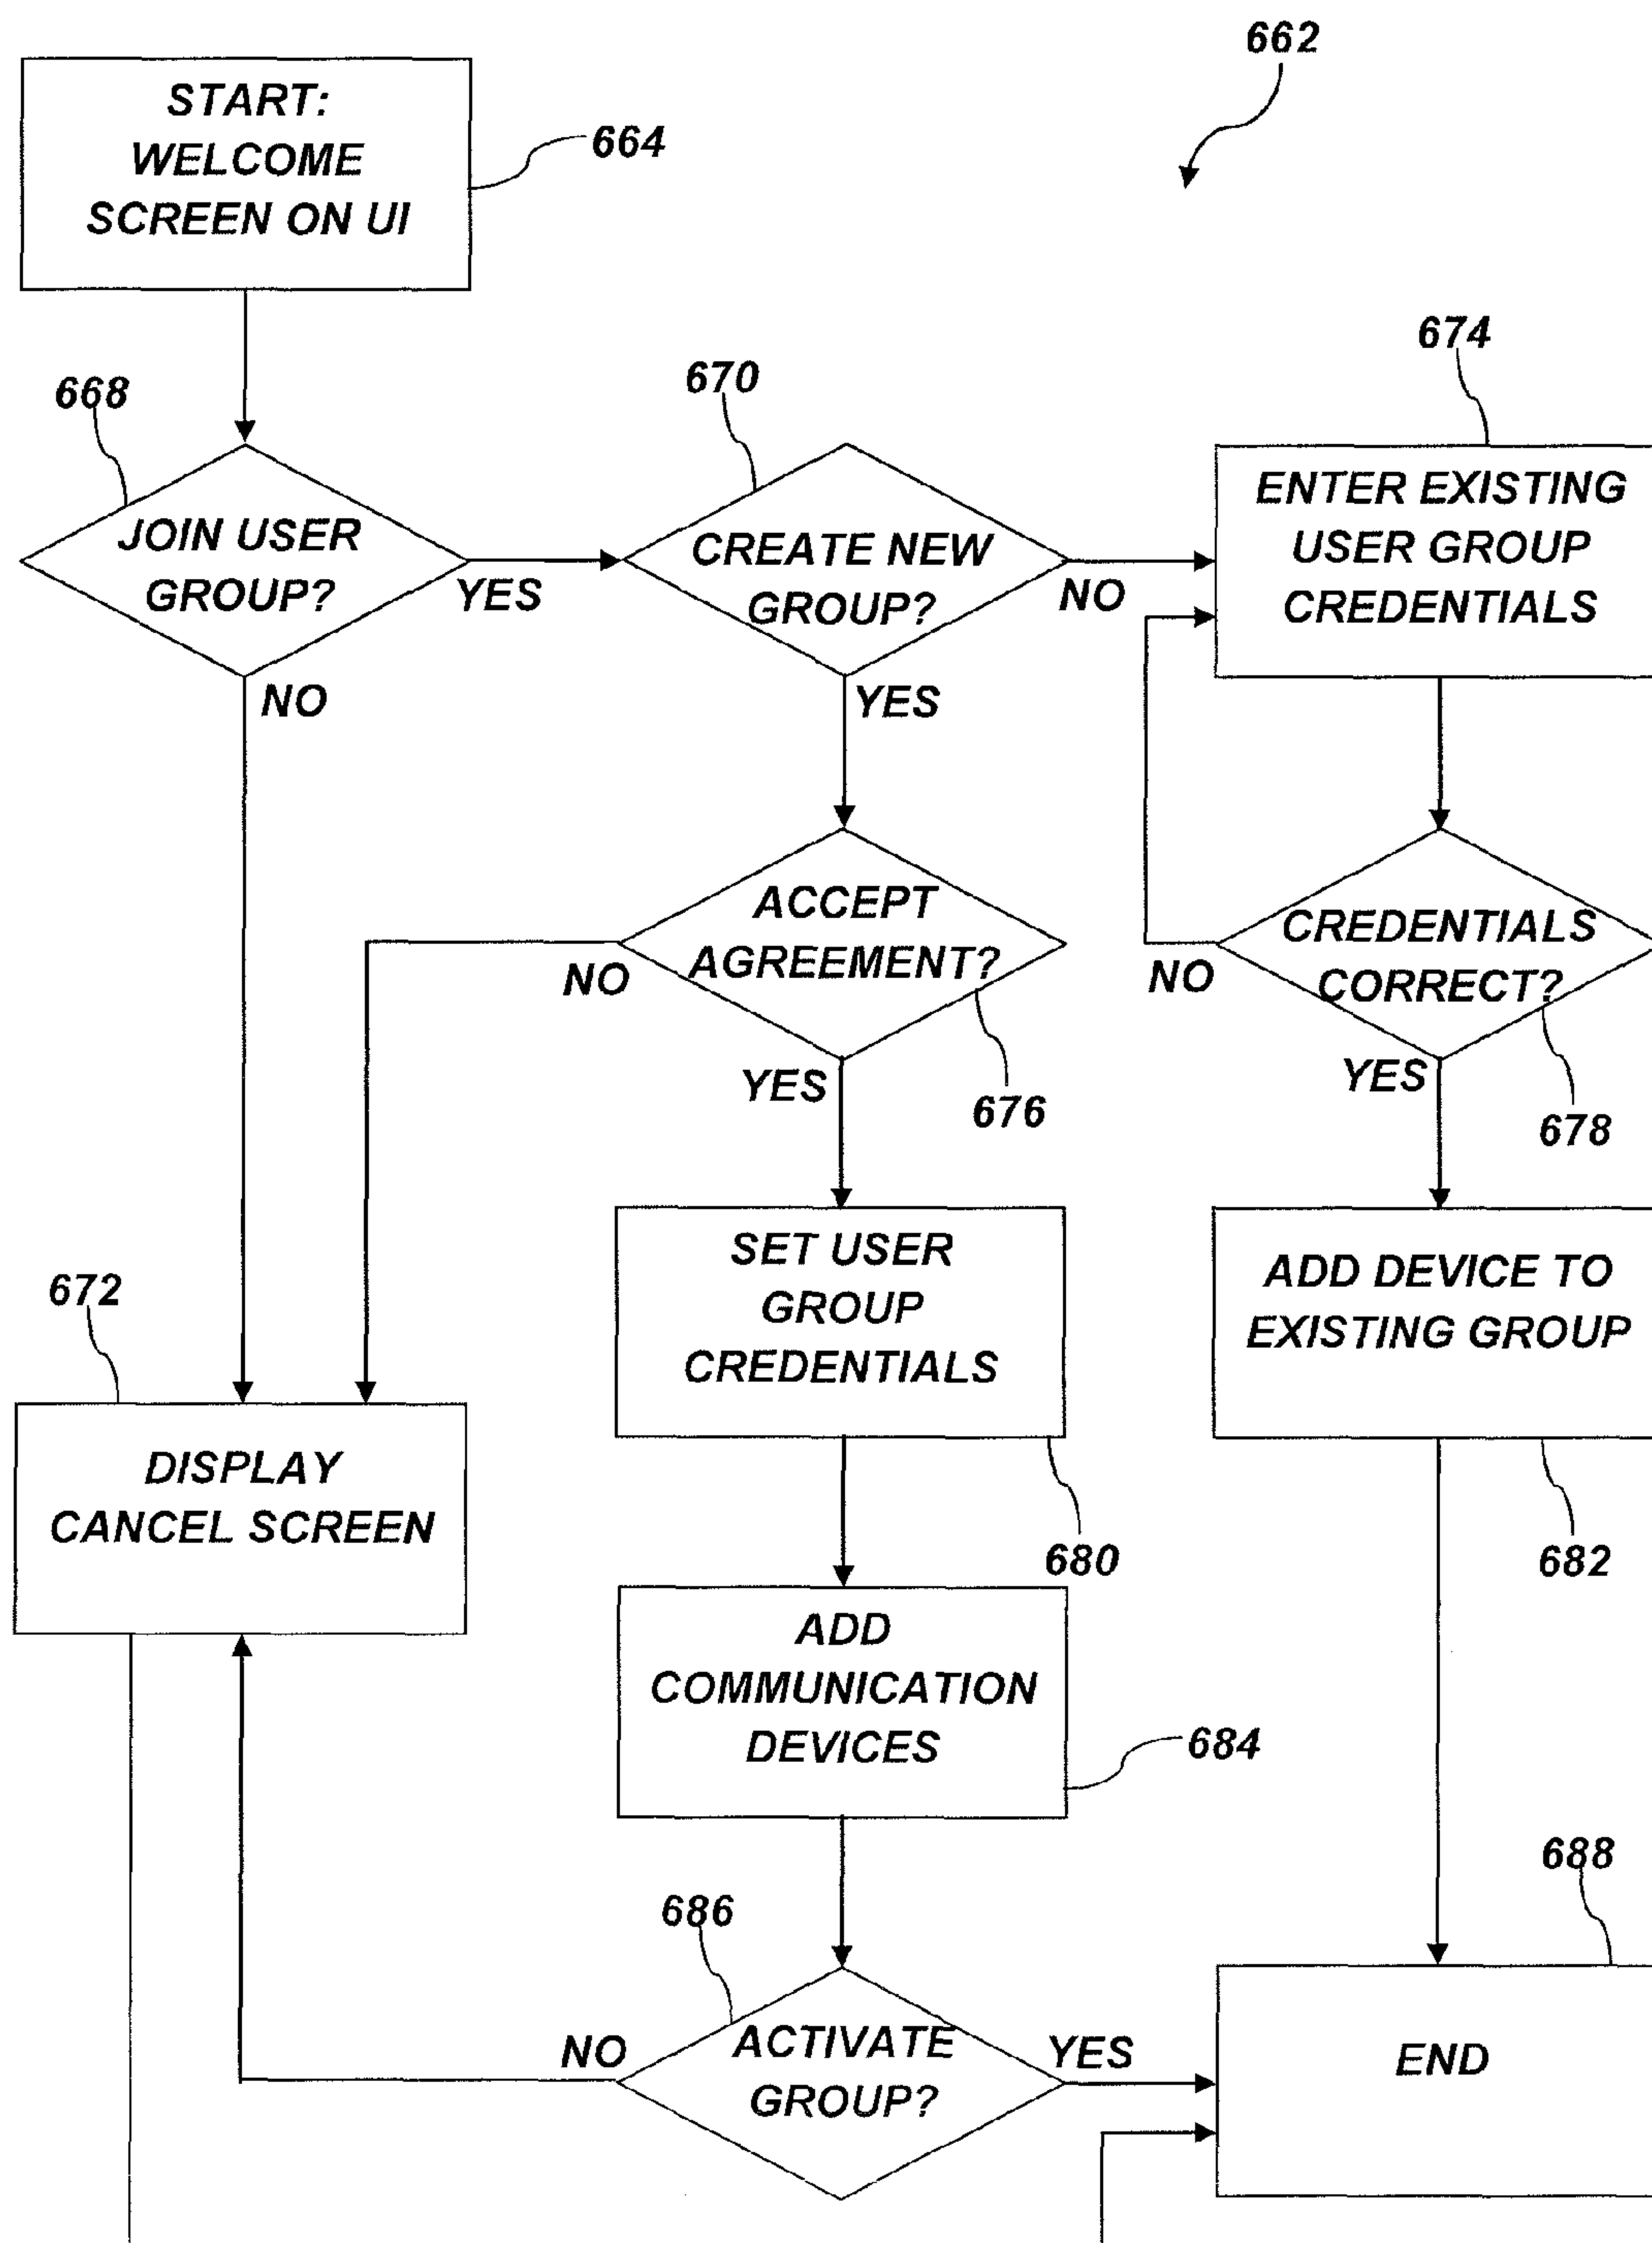 662
START:
WELCOME
SCREEN ON UI
664
668
JOIN USER
GROUP?
YES
NO
670
CREATE NEW
GROUP?
NO
YES
674
ENTER EXISTING
USER GROUP
CREDENTIALS
ACCEPT
AGREEMENT?
NO
YES
676
CREDENTIALS
CORRECT?
NO
YES
678
SET USER
GROUP
CREDENTIALS
680
ADD DEVICE TO
EXISTING GROUP
682
672
DISPLAY
CANCEL SCREEN
ADD
COMMUNICATION
DEVICES
684
686
ACTIVATE
GROUP?
NO
YES
688
END